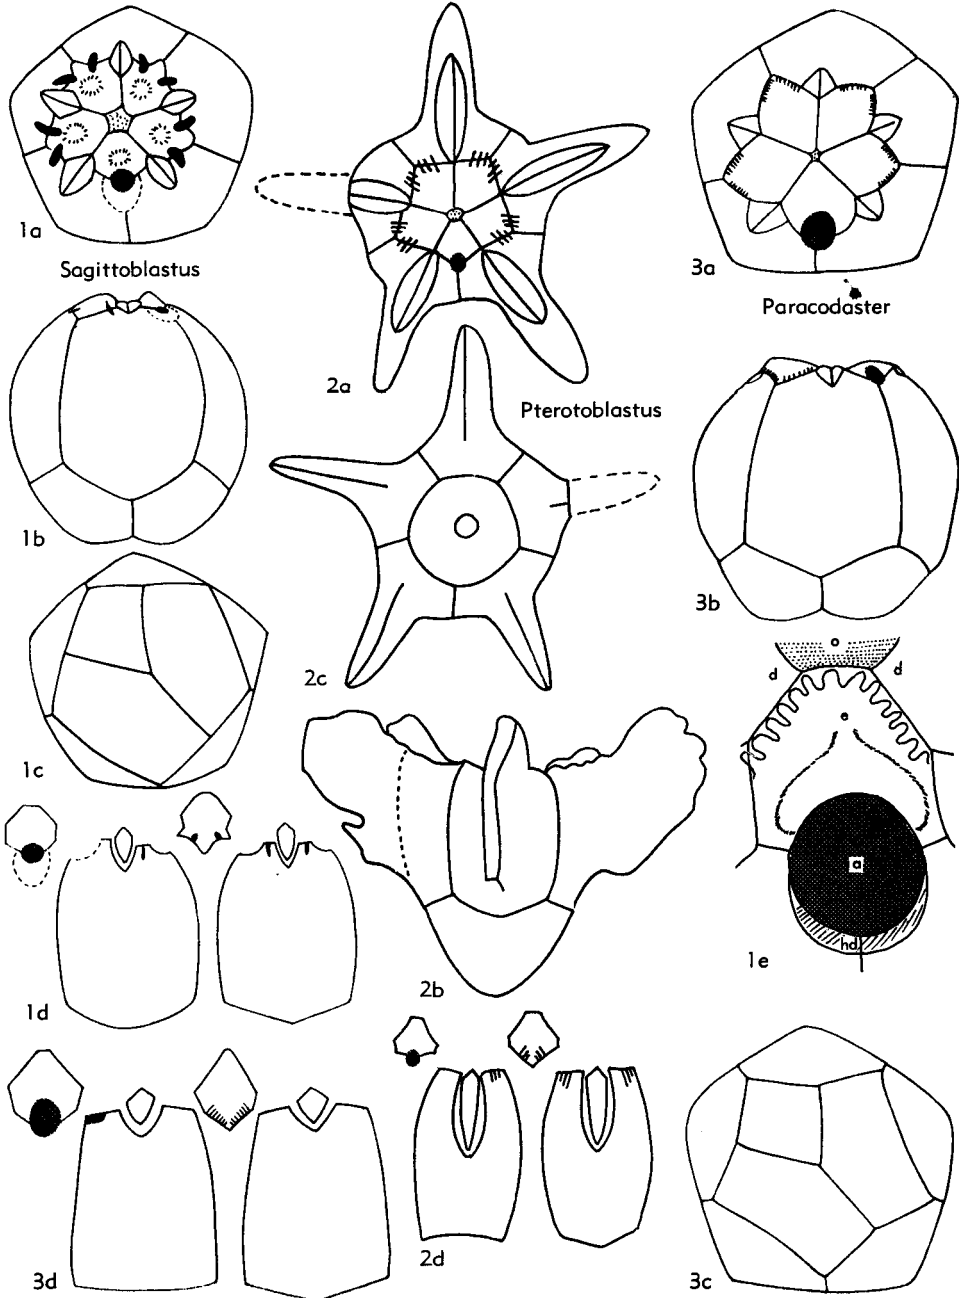 1a
Sagittoblastus
2a
3a
Paracodaster
Pterotoblastus
1b
3b
2c
1c
o
d
d
e
a
hd
1e
1d
2b
3d
2d
3c